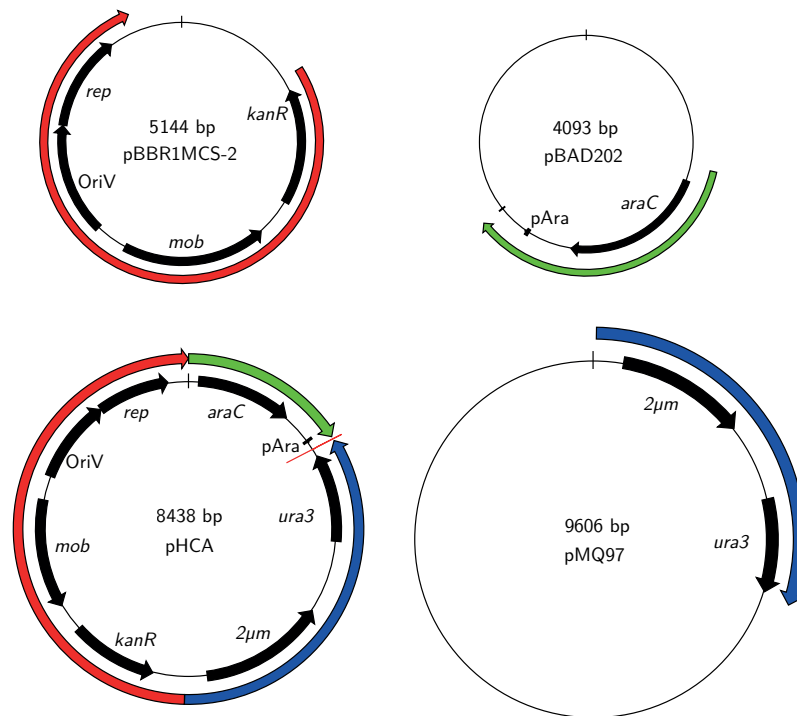 rep
kanR
5144 bp
pBBR1MCS-2
OriV
mob
4093 bp
pBAD202
pAra
araC
rep
araC
OriV
pAra
8438 bp
pHCA
ura3
mob
kanR
2μm
2μm
9606 bp
pMQ97
ura3